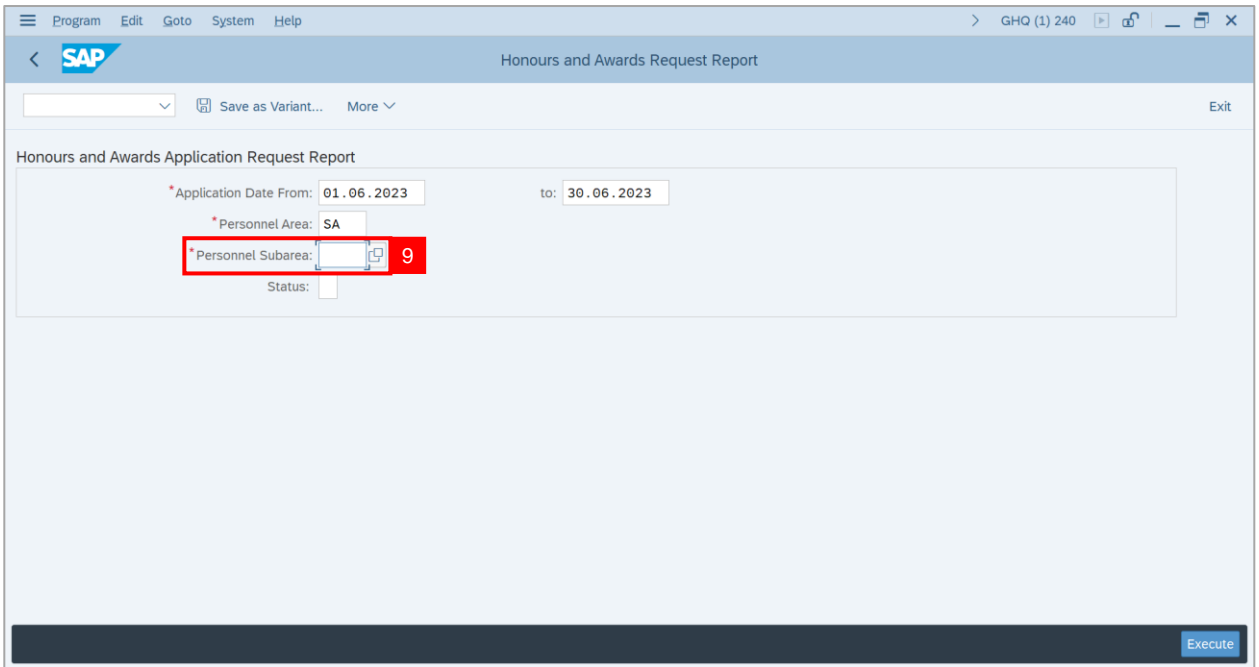 Program Edit Goto System Help GHQ (1) 240
SAP Honours and Awards Request Report
Save as Variant... More Exit
Honours and Awards Application Request Report
*Application Date From: 01.06.2023 to: 30.06.2023
*Personnel Area: SA
*Personnel Subarea: 9
Status:
Execute